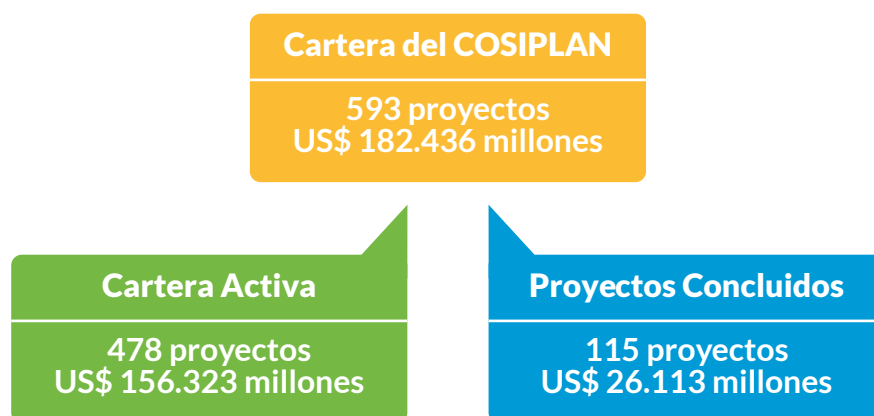 Cartera del COSIPLAN
593 proyectos
US$ 182.436 millones
Cartera Activa
478 proyectos
US$ 156.323 millones
Proyectos Concluidos
115 proyectos
US$ 26.113 millones